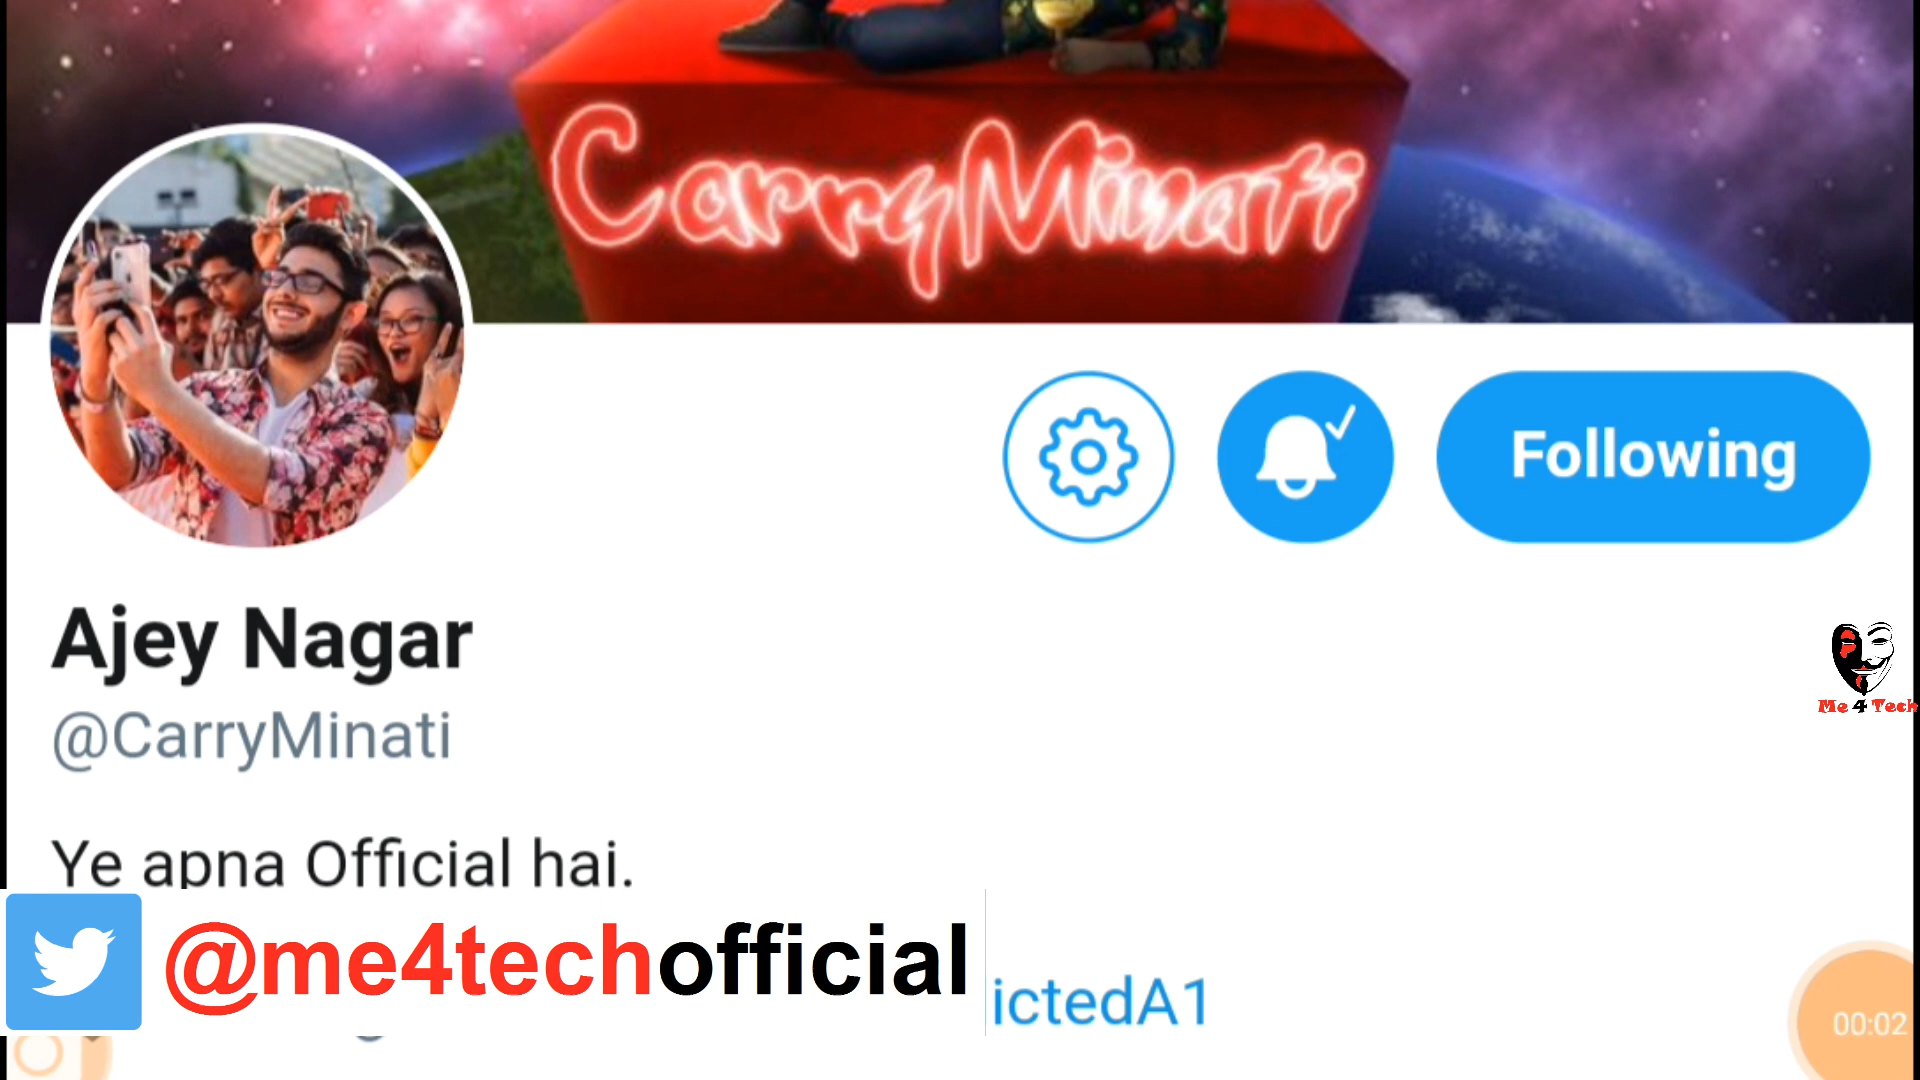 CarryMinati
Following
Ajey Nagar
@CarryMinati
Me 4 Tech
Ye apna Official hai.
@me4techofficial
ictedA1
00:02